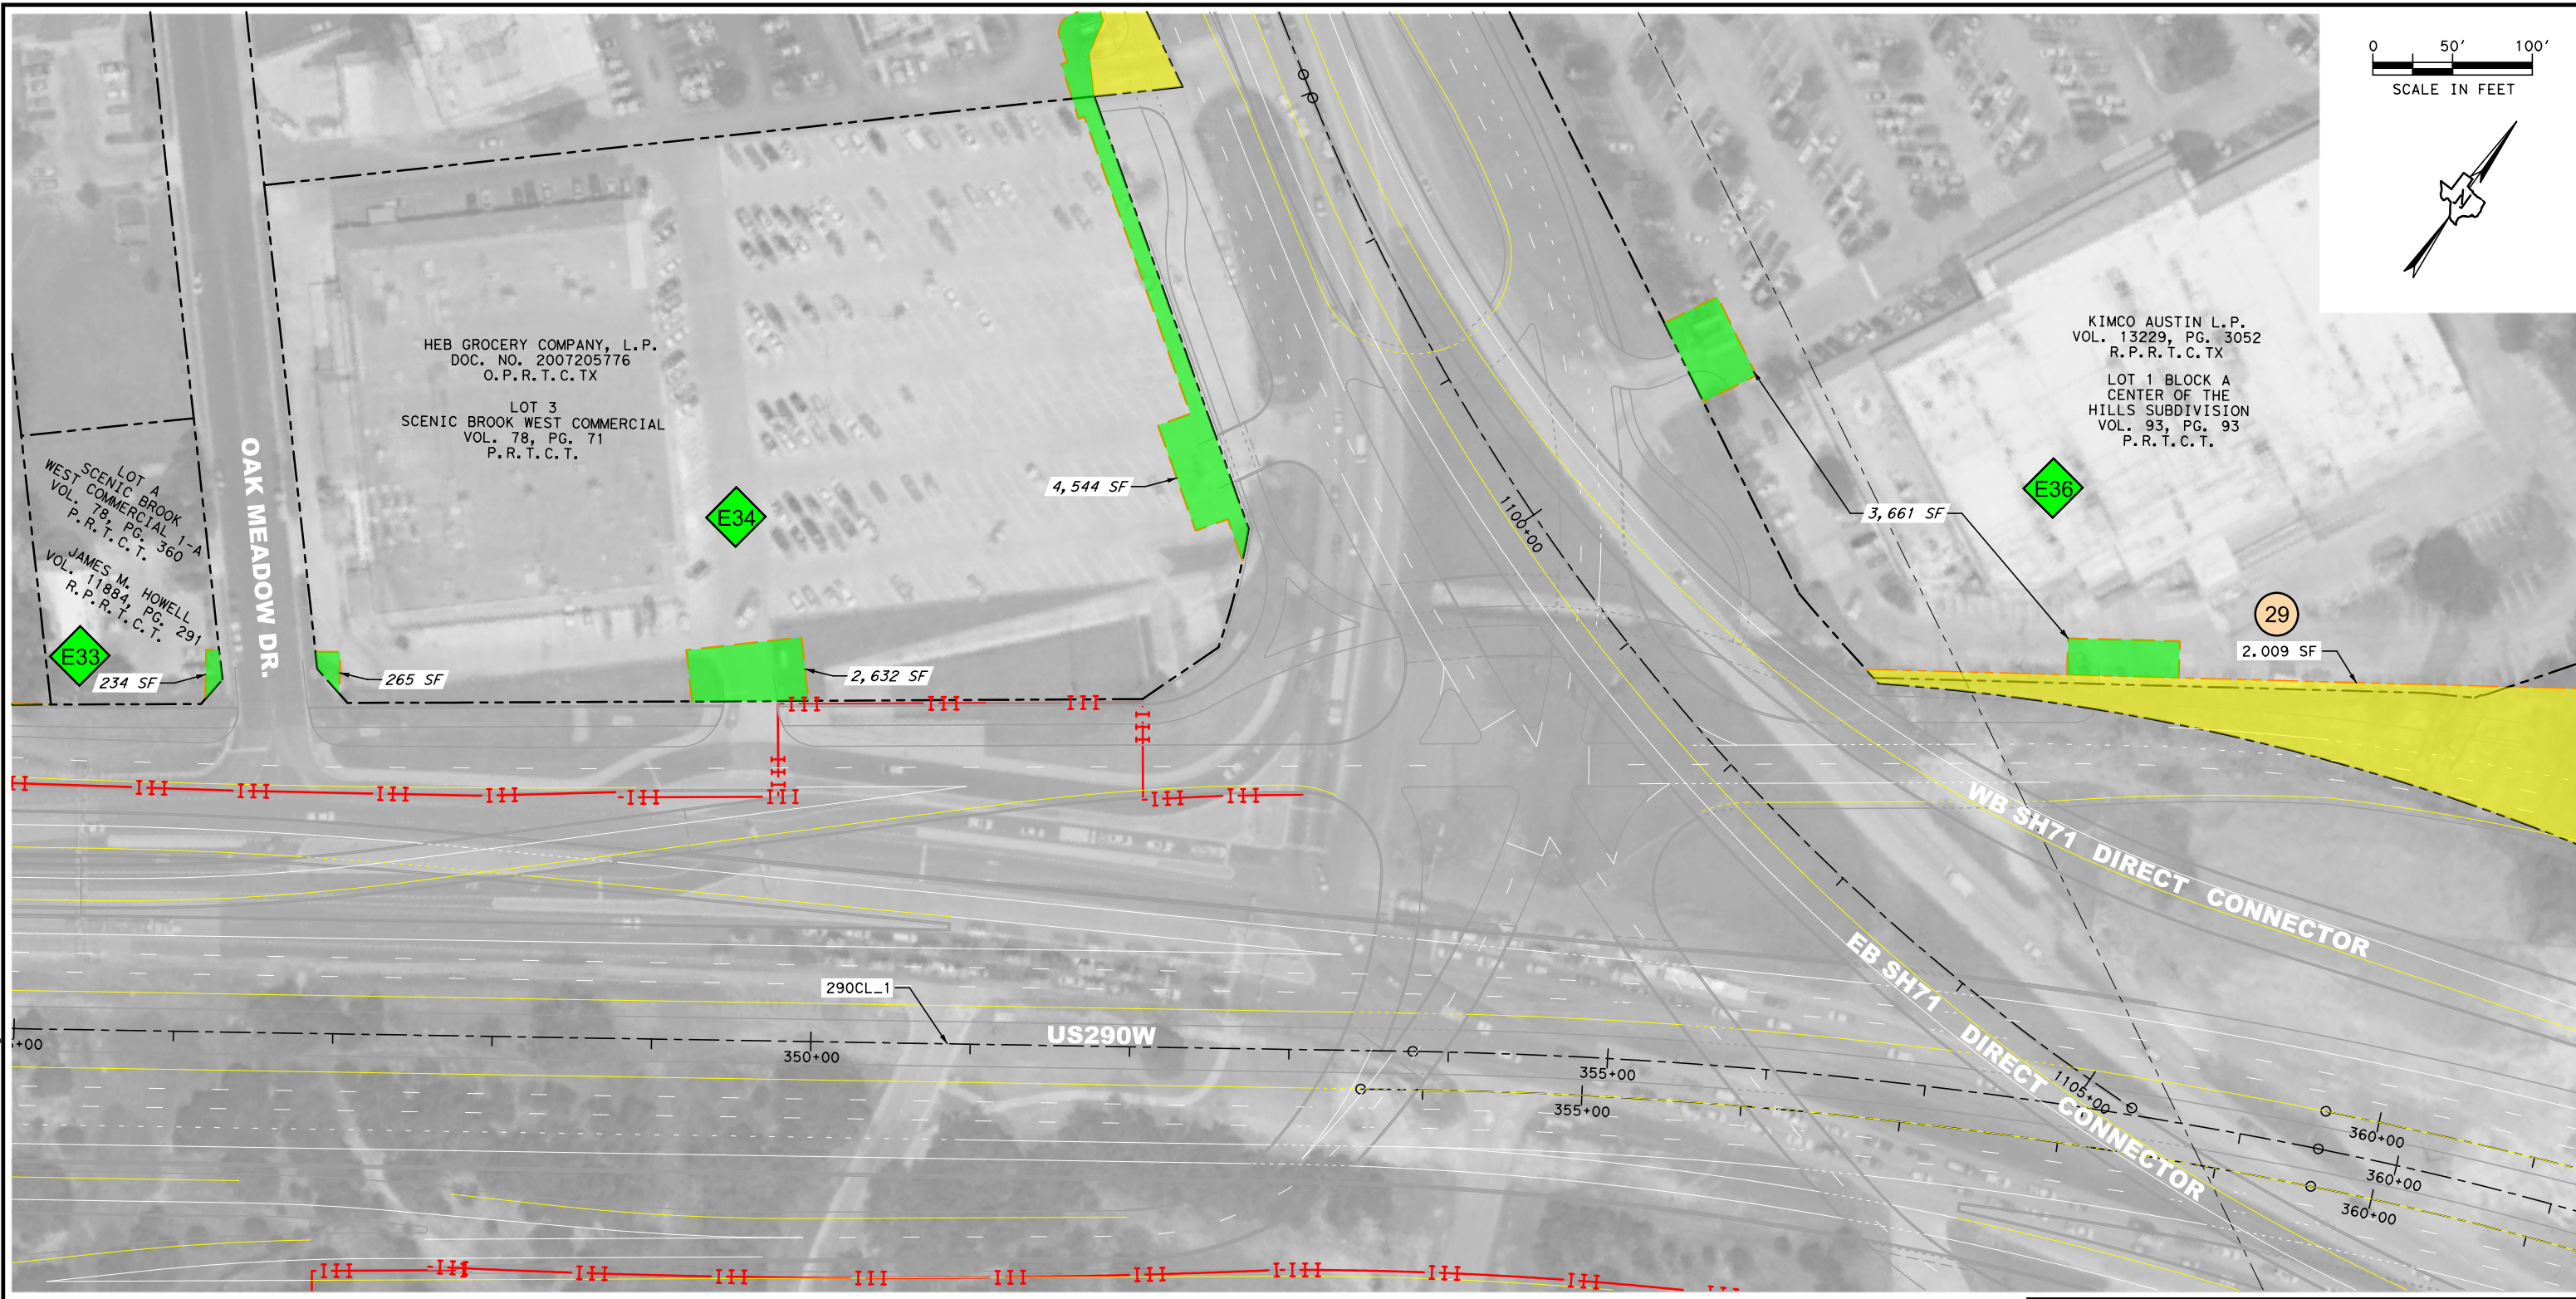 0 50' 100'
SCALE IN FEET
N
HEB GROCERY COMPANY, L.P.
DOC. NO. 2007205776
O.P.R.T.C.TX
LOT 3
SCENIC BROOK WEST COMMERCIAL
VOL. 78, PG. 71
P.R.T.C.T.
KIMCO AUSTIN L.P.
VOL. 13229, PG. 3052
R.P.R.T.C.TX
LOT 1 BLOCK A
CENTER OF THE
HILLS SUBDIVISION
VOL. 93, PG. 93
P.R.T.C.T.
LOT A
SCENIC BROOK
WEST COMMERCIAL 1-A
VOL. 78, PG. 360
P.R.T.C.T.
JAMES M. HOWELL
VOL. 11884, PG. 291
R.P.R.T.C.T.
OAK MEADOW DR.
E33
234 SF
265 SF
E34
4,544 SF
2,632 SF
E36
3,661 SF
29
2.009 SF
1100+00
WB SH71 DIRECT CONNECTOR
EB SH71 DIRECT CONNECTOR
290CL_1
US290W
+00
350+00
355+00
355+00
1105+00
360+00
360+00
360+00